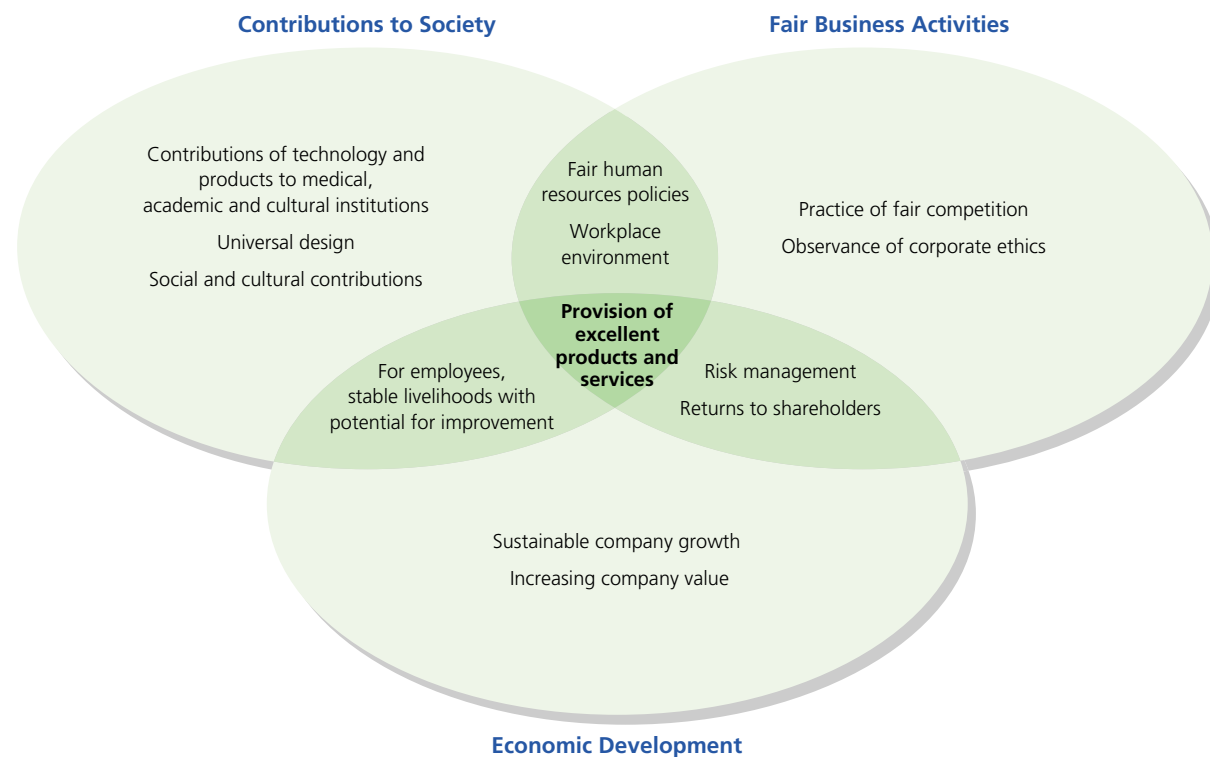 Contributions to Society
Fair Business Activities
Contributions of technology and
products to medical,
academic and cultural institutions
Universal design
Social and cultural contributions
Fair human
resources policies
Workplace
environment
Practice of fair competition
Observance of corporate ethics
Provision of
excellent
products and
services
For employees,
stable livelihoods with
potential for improvement
Risk management
Returns to shareholders
Sustainable company growth
Increasing company value
Economic Development